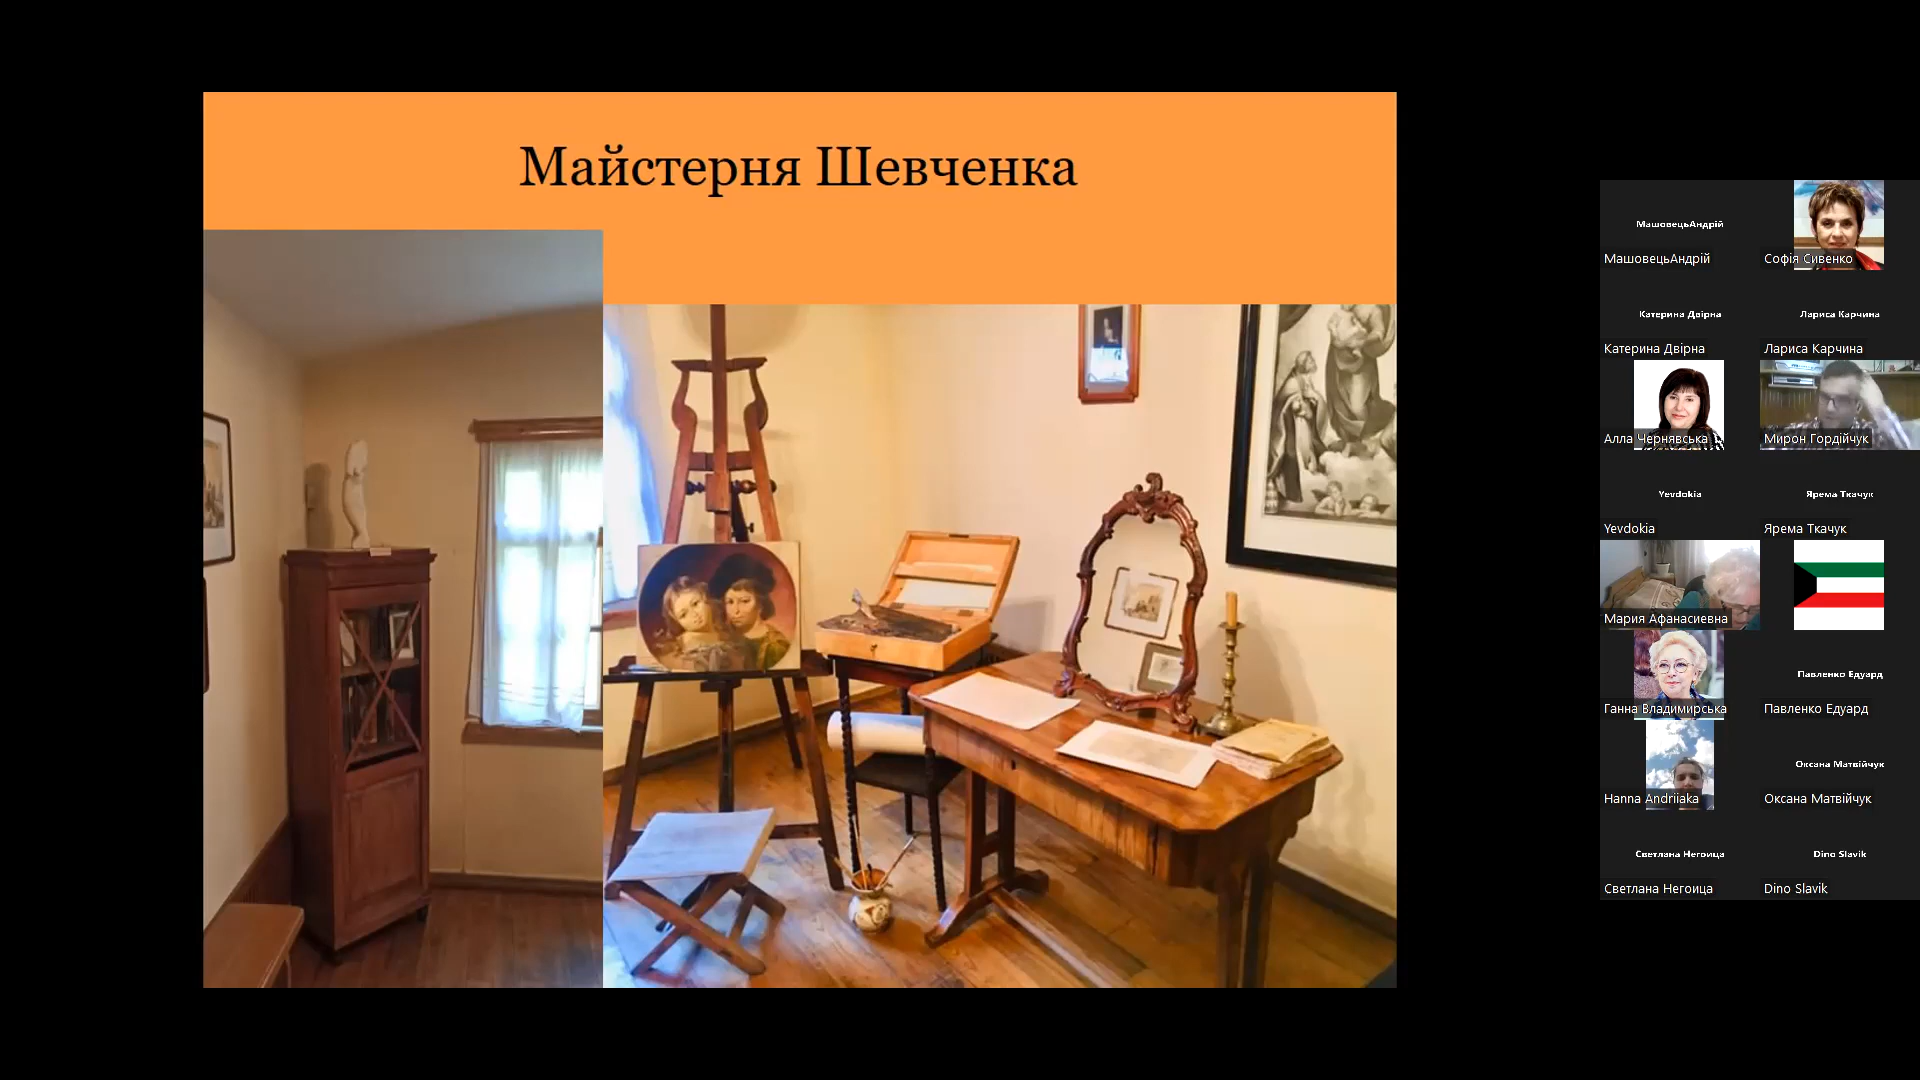 Майстерня Шевченка
МашовецьАндрій
МашовецьАндрій
Софія Сивенко
Катерина Двірна
Лариса Карчина
Катерина Двірна
Лариса Карчина
Алла Чернявська
Мирон Гордійчук
Yevdokia
Ярема Ткачук
Yevdokia
Ярема Ткачук
Мария Афанасиевна
Ганна Владимирська
Павленко Едуард
Павленко Едуард
Hanna Andriiaka
Оксана Матвійчук
Оксана Матвійчук
Светлана Негоица
Dino Slavik
Светлана Негоица
Dino Slavik